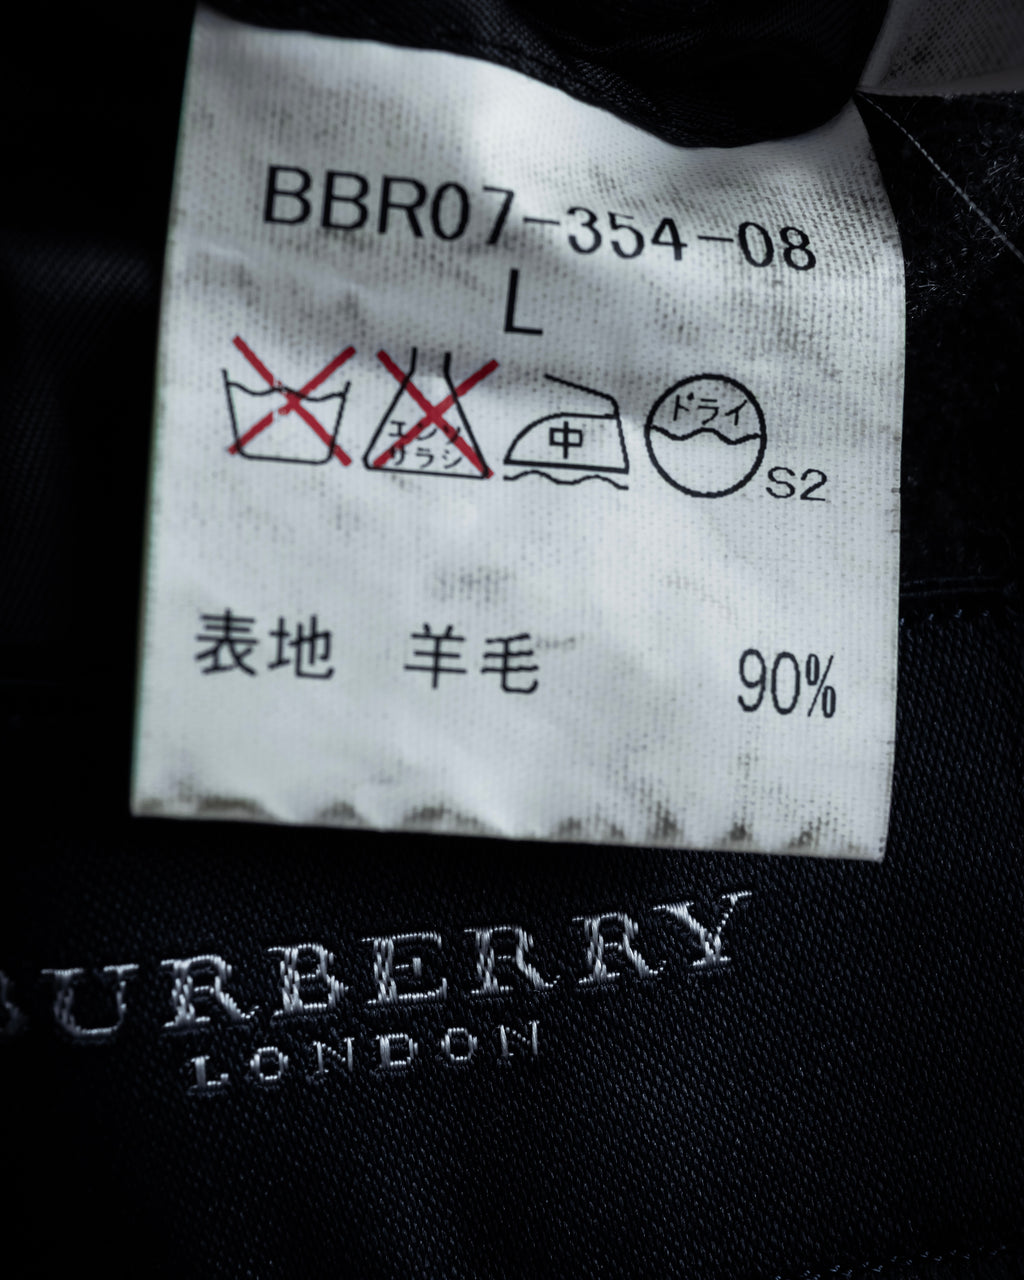 BBR07-354-08
L
エンソ
サラシ
中
ドライ
S2
表地 羊毛 90%
BURBERRY
LONDON